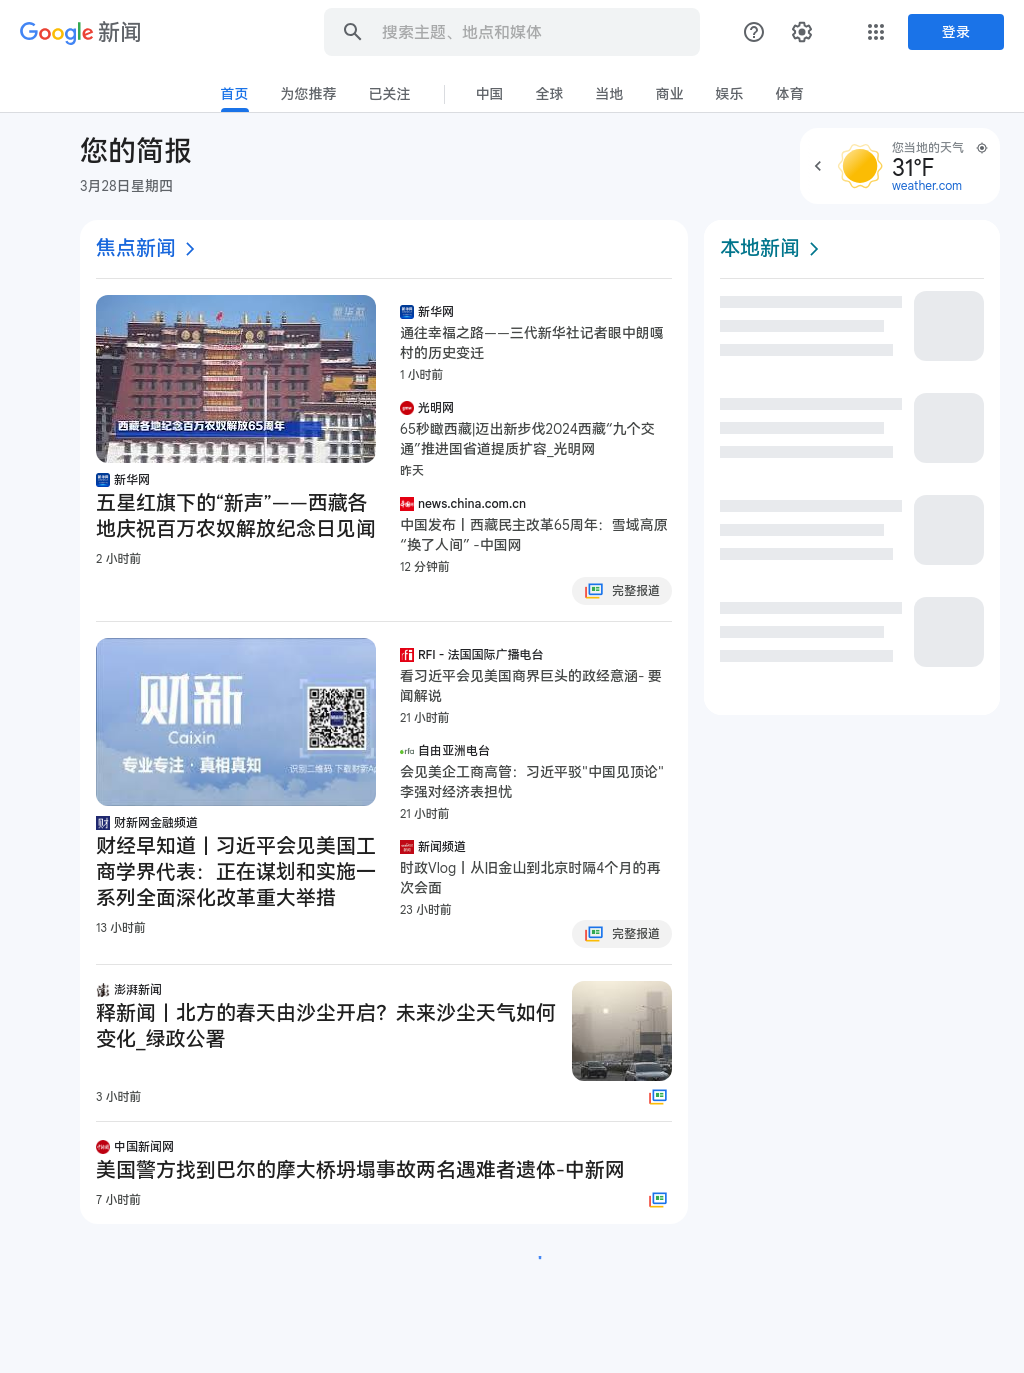 Google 新闻
搜索主题、地点和媒体
登录
首页
为您推荐
已关注
中国
全球
当地
商业
娱乐
体育
您的简报
3月28日星期四
您当地的天气
31°F
weather.com
焦点新闻
新华社
西藏各地纪念百万农奴解放65周年
新华网
五星红旗下的“新声”——西藏各
地庆祝百万农奴解放纪念日见闻
2 小时前
新华网
通往幸福之路——三代新华社记者眼中朗嘎
村的历史变迁
1 小时前
光明网
65秒瞰西藏|迈出新步伐2024西藏“九个交
通”推进国省道提质扩容_光明网
昨天
news.china.com.cn
中国发布丨西藏民主改革65周年：雪域高原
“换了人间” -中国网
12 分钟前
完整报道
财新
Caixin
专业专注 · 真相真知
识别二维码 下载财新Ap
财新网金融频道
财经早知道丨习近平会见美国工
商学界代表：正在谋划和实施一
系列全面深化改革重大举措
13 小时前
RFI - 法国国际广播电台
看习近平会见美国商界巨头的政经意涵- 要
闻解说
21 小时前
rfa
自由亚洲电台
会见美企工商高管：习近平驳"中国见顶论"
李强对经济表担忧
21 小时前
新闻频道
时政Vlog丨从旧金山到北京时隔4个月的再
次会面
23 小时前
完整报道
澎湃新闻
释新闻丨北方的春天由沙尘开启？未来沙尘天气如何
变化_绿政公署
3 小时前
中国新闻网
美国警方找到巴尔的摩大桥坍塌事故两名遇难者遗体-中新网
7 小时前
本地新闻